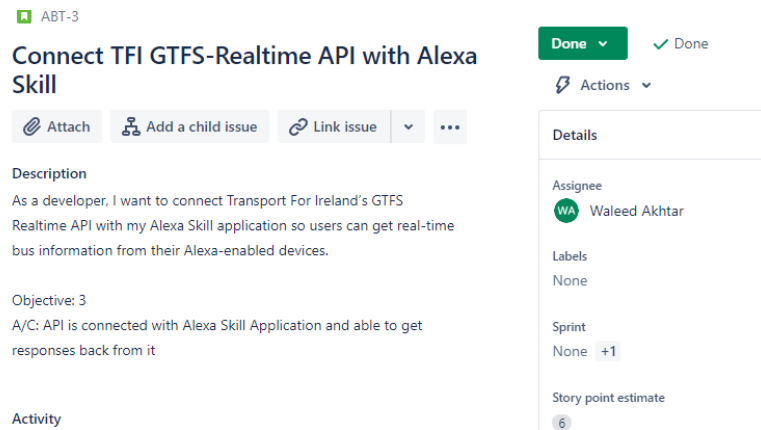 ABT-3
Connect TFI GTFS-Realtime API with Alexa
Skill
Attach
Add a child issue
Link issue
Description
As a developer, I want to connect Transport For Ireland's GTFS
Realtime API with my Alexa Skill application so users can get real-time
bus information from their Alexa-enabled devices.
Objective: 3
A/C: API is connected with Alexa Skill Application and able to get
responses back from it
Activity
Done
Done
Actions
Details
Assignee
WA Waleed Akhtar
Labels
None
Sprint
None +1
Story point estimate
6